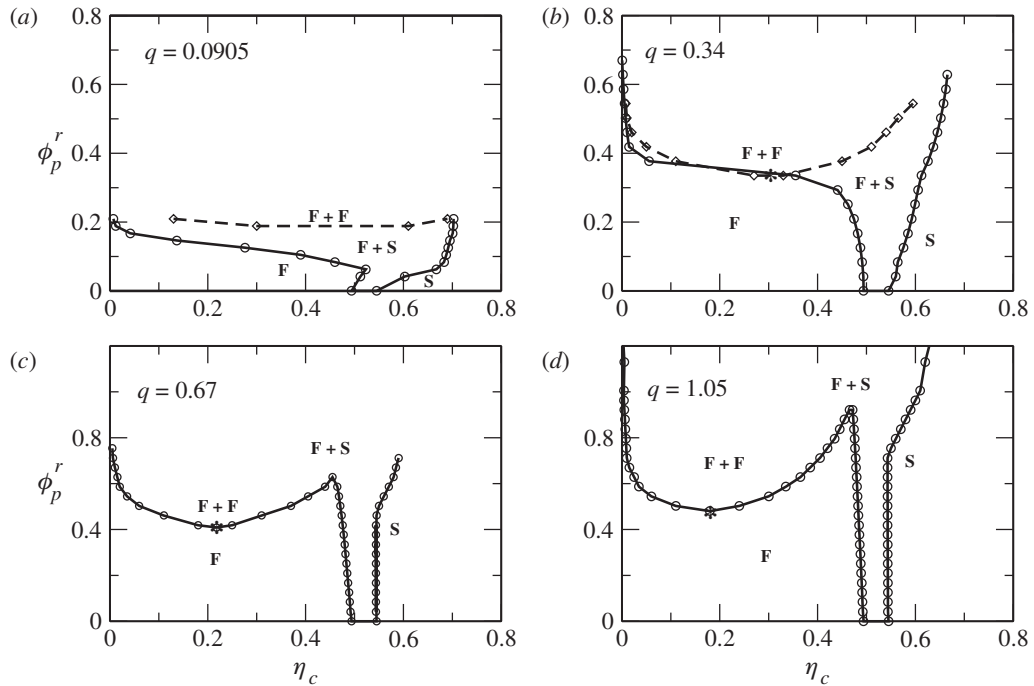 (a)
0.8
q = 0.0905
0.6
ϕ_p^r
0.4
0.2
F + F
F + S
F
S
0
0
0.2
0.4
0.6
0.8
(b)
0.8
q = 0.34
0.6
0.4
F + F
F + S
0.2
F
S
0
0
0.2
0.4
0.6
0.8
(c)
q = 0.67
0.8
F + S
ϕ_p^r
F + F
0.4
F
S
0
0
0.2
0.4
0.6
0.8
η_c
(d)
q = 1.05
F + S
0.8
F + F
S
0.4
F
0
0
0.2
0.4
0.6
0.8
η_c